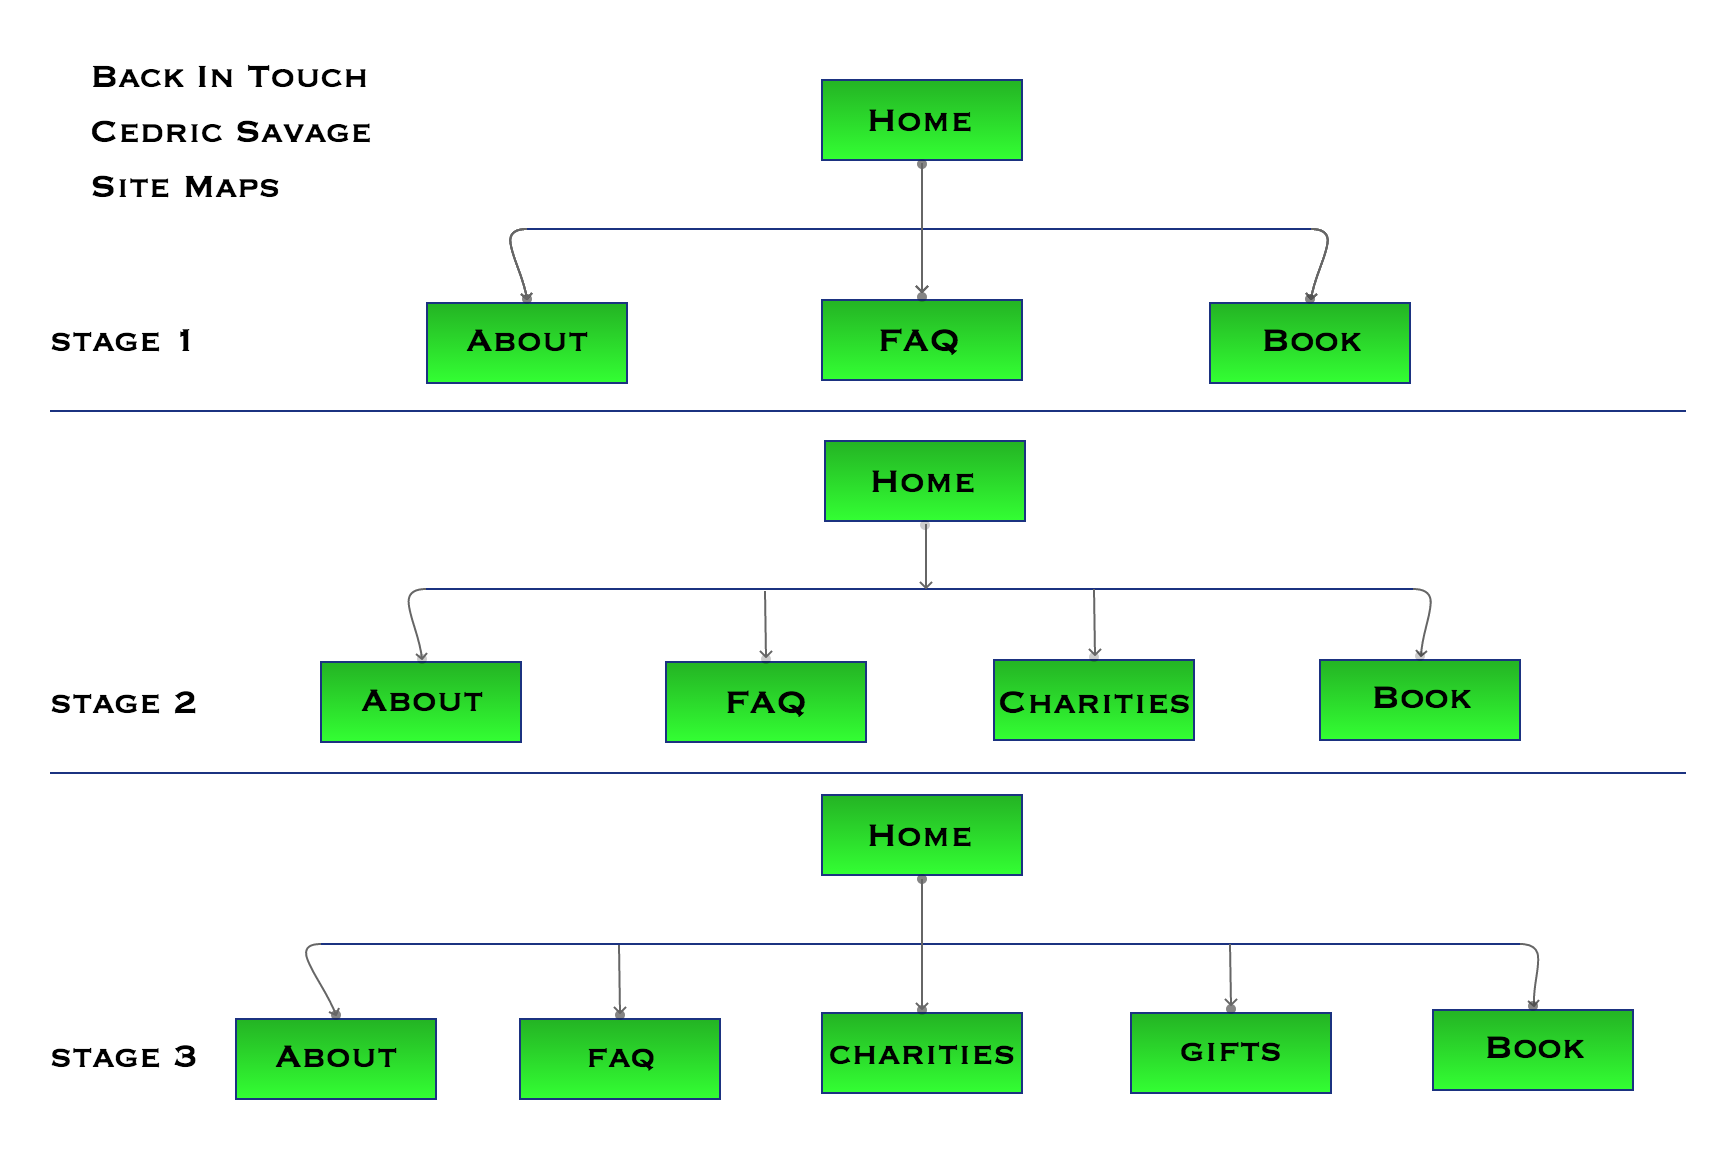 Back In Touch
Cedric Savage
Site Maps
Home
stage 1
About
FAQ
Book
Home
stage 2
About
FAQ
Charities
Book
Home
stage 3
About
faq
charities
gifts
Book